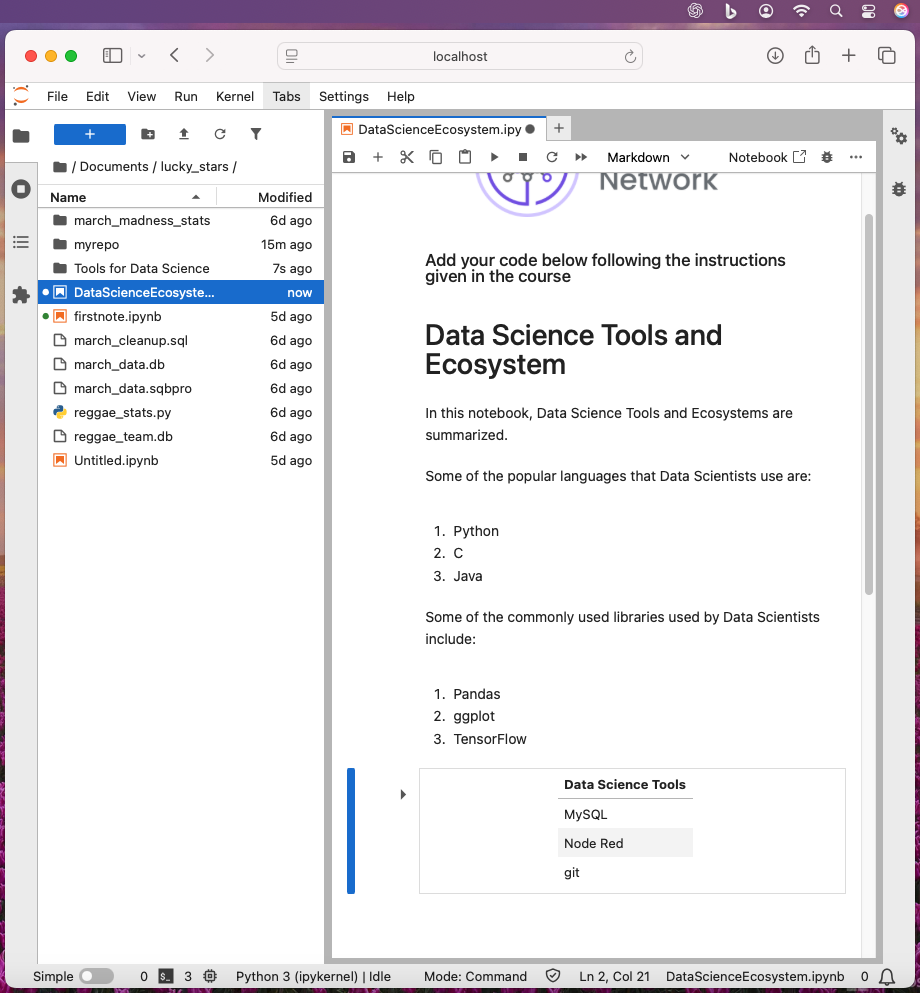 localhost
File Edit View Run Kernel Tabs Settings Help
+
/ Documents / lucky_stars /
Name Modified
march_madness_stats 6d ago
myrepo 15m ago
Tools for Data Science 7s ago
DataScienceEcosyste... now
firstnote.ipynb 5d ago
march_cleanup.sql 6d ago
march_data.db 6d ago
march_data.sqbpro 6d ago
reggae_stats.py 6d ago
reggae_team.db 6d ago
Untitled.ipynb 5d ago
DataScienceEcosystem.ipy
Markdown Notebook
Network
Add your code below following the instructions
given in the course
Data Science Tools and
Ecosystem
In this notebook, Data Science Tools and Ecosystems are
summarized.
Some of the popular languages that Data Scientists use are:
1. Python
2. C
3. Java
Some of the commonly used libraries used by Data Scientists
include:
1. Pandas
2. ggplot
3. TensorFlow
Data Science Tools
MySQL
Node Red
git
Simple 0 3 Python 3 (ipykernel) | Idle Mode: Command Ln 2, Col 21 DataScienceEcosystem.ipynb 0